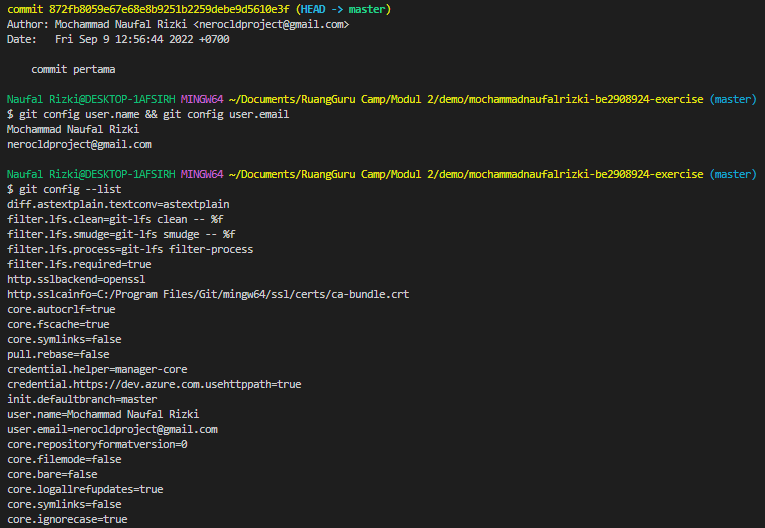 commit 872fb8059e67e68e8b9251b2259debe9d5610e3f (HEAD -> master)
Author: Mochammad Naufal Rizki <nerocldproject@gmail.com>
Date:   Fri Sep 9 12:56:44 2022 +0700
    commit pertama
Naufal Rizki@DESKTOP-1AFSIRH MINGW64 ~/Documents/RuangGuru Camp/Modul 2/demo/mochammadnaufalrizki-be2908924-exercise (master)
$ git config user.name && git config user.email
Mochammad Naufal Rizki
nerocldproject@gmail.com
Naufal Rizki@DESKTOP-1AFSIRH MINGW64 ~/Documents/RuangGuru Camp/Modul 2/demo/mochammadnaufalrizki-be2908924-exercise (master)
$ git config --list
diff.astextplain.textconv=astextplain
filter.lfs.clean=git-lfs clean -- %f
filter.lfs.smudge=git-lfs smudge -- %f
filter.lfs.process=git-lfs filter-process
filter.lfs.required=true
http.sslbackend=openssl
http.sslcainfo=C:/Program Files/Git/mingw64/ssl/certs/ca-bundle.crt
core.autocrlf=true
core.fscache=true
core.symlinks=false
pull.rebase=false
credential.helper=manager-core
credential.https://dev.azure.com.usehttppath=true
init.defaultbranch=master
user.name=Mochammad Naufal Rizki
user.email=nerocldproject@gmail.com
core.repositoryformatversion=0
core.filemode=false
core.bare=false
core.logallrefupdates=true
core.symlinks=false
core.ignorecase=true